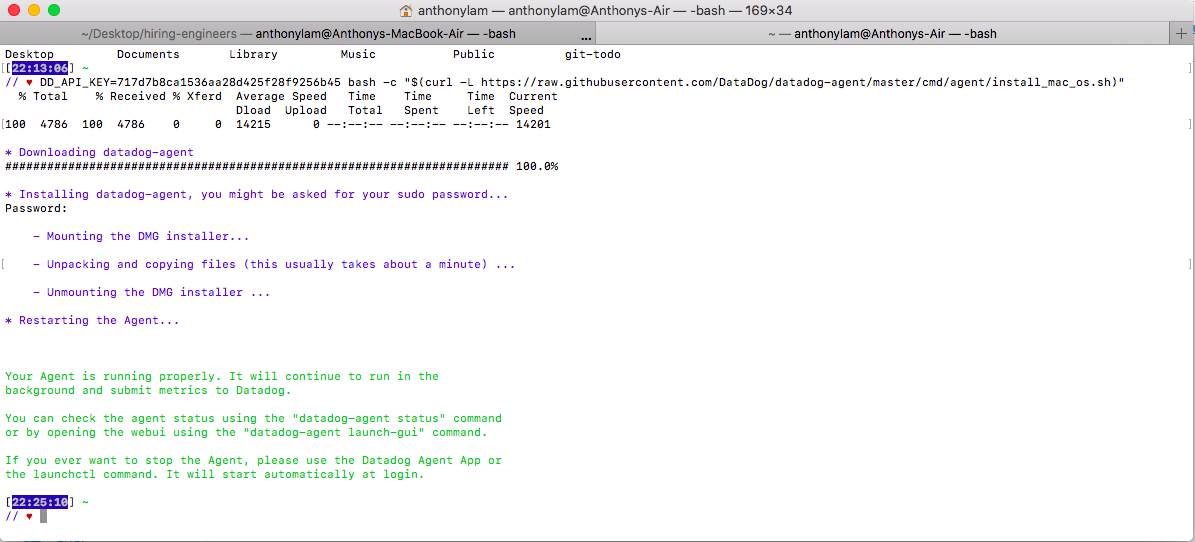 anthonylam — anthonylam@Anthonys-Air — -bash — 169×34
~/Desktop/hiring-engineers — anthonylam@Anthonys-MacBook-Air — -bash ... ~ — anthonylam@Anthonys-Air — -bash +
Desktop Documents Library Music Public git-todo
[22:13:06] ~
// ♥ DD_API_KEY=717d7b8ca1536aa28d425f28f9256b45 bash -c "$(curl -L https://raw.githubusercontent.com/DataDog/datadog-agent/master/cmd/agent/install_mac_os.sh)"
% Total % Received % Xferd Average Speed Time Time Time Current
Dload Upload Total Spent Left Speed
100 4786 100 4786 0 0 14215 0 --:--:-- --:--:-- --:--:-- 14201
* Downloading datadog-agent
######################################################################## 100.0%
* Installing datadog-agent, you might be asked for your sudo password...
Password:
- Mounting the DMG installer...
- Unpacking and copying files (this usually takes about a minute) ...
- Unmounting the DMG installer ...
* Restarting the Agent...
Your Agent is running properly. It will continue to run in the
background and submit metrics to Datadog.
You can check the agent status using the "datadog-agent status" command
or by opening the webui using the "datadog-agent launch-gui" command.
If you ever want to stop the Agent, please use the Datadog Agent App or
the launchctl command. It will start automatically at login.
[22:25:10] ~
// ♥